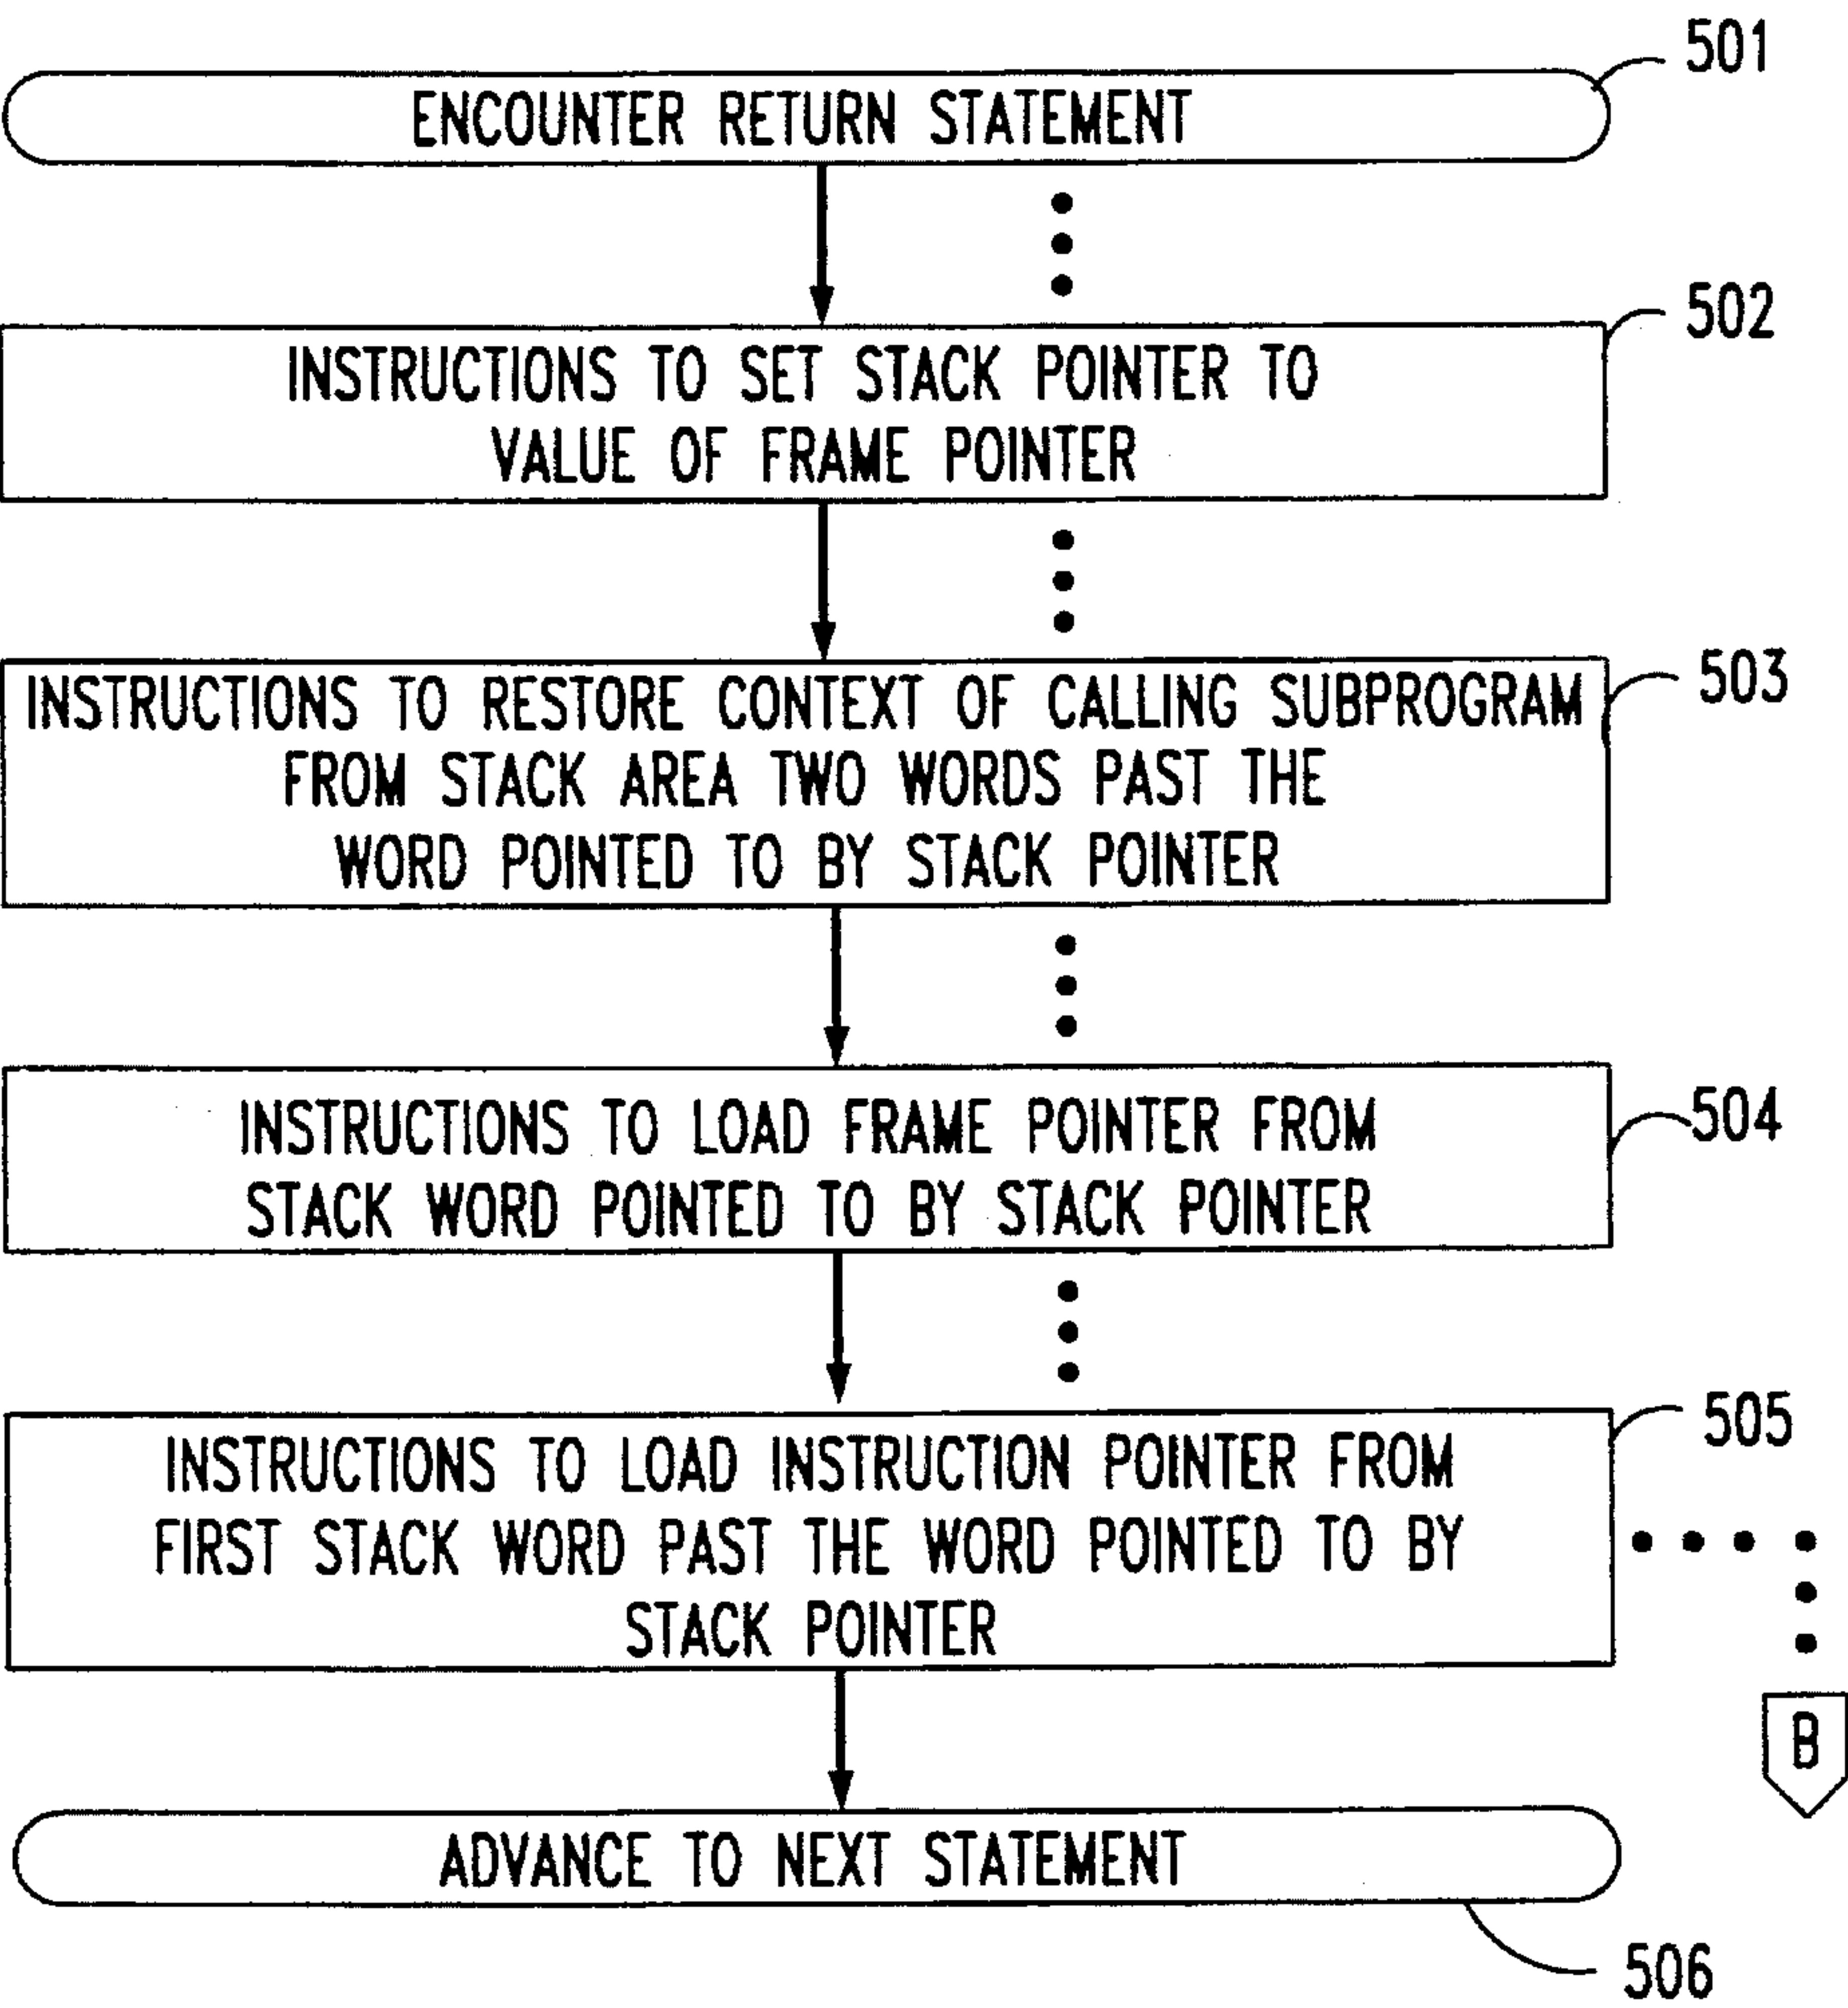 501
ENCOUNTER RETURN STATEMENT
502
INSTRUCTIONS TO SET STACK POINTER TO
VALUE OF FRAME POINTER
503
INSTRUCTIONS TO RESTORE CONTEXT OF CALLING SUBPROGRAM
FROM STACK AREA TWO WORDS PAST THE
WORD POINTED TO BY STACK POINTER
504
INSTRUCTIONS TO LOAD FRAME POINTER FROM
STACK WORD POINTED TO BY STACK POINTER
505
INSTRUCTIONS TO LOAD INSTRUCTION POINTER FROM
FIRST STACK WORD PAST THE WORD POINTED TO BY
STACK POINTER
B
ADVANCE TO NEXT STATEMENT
506